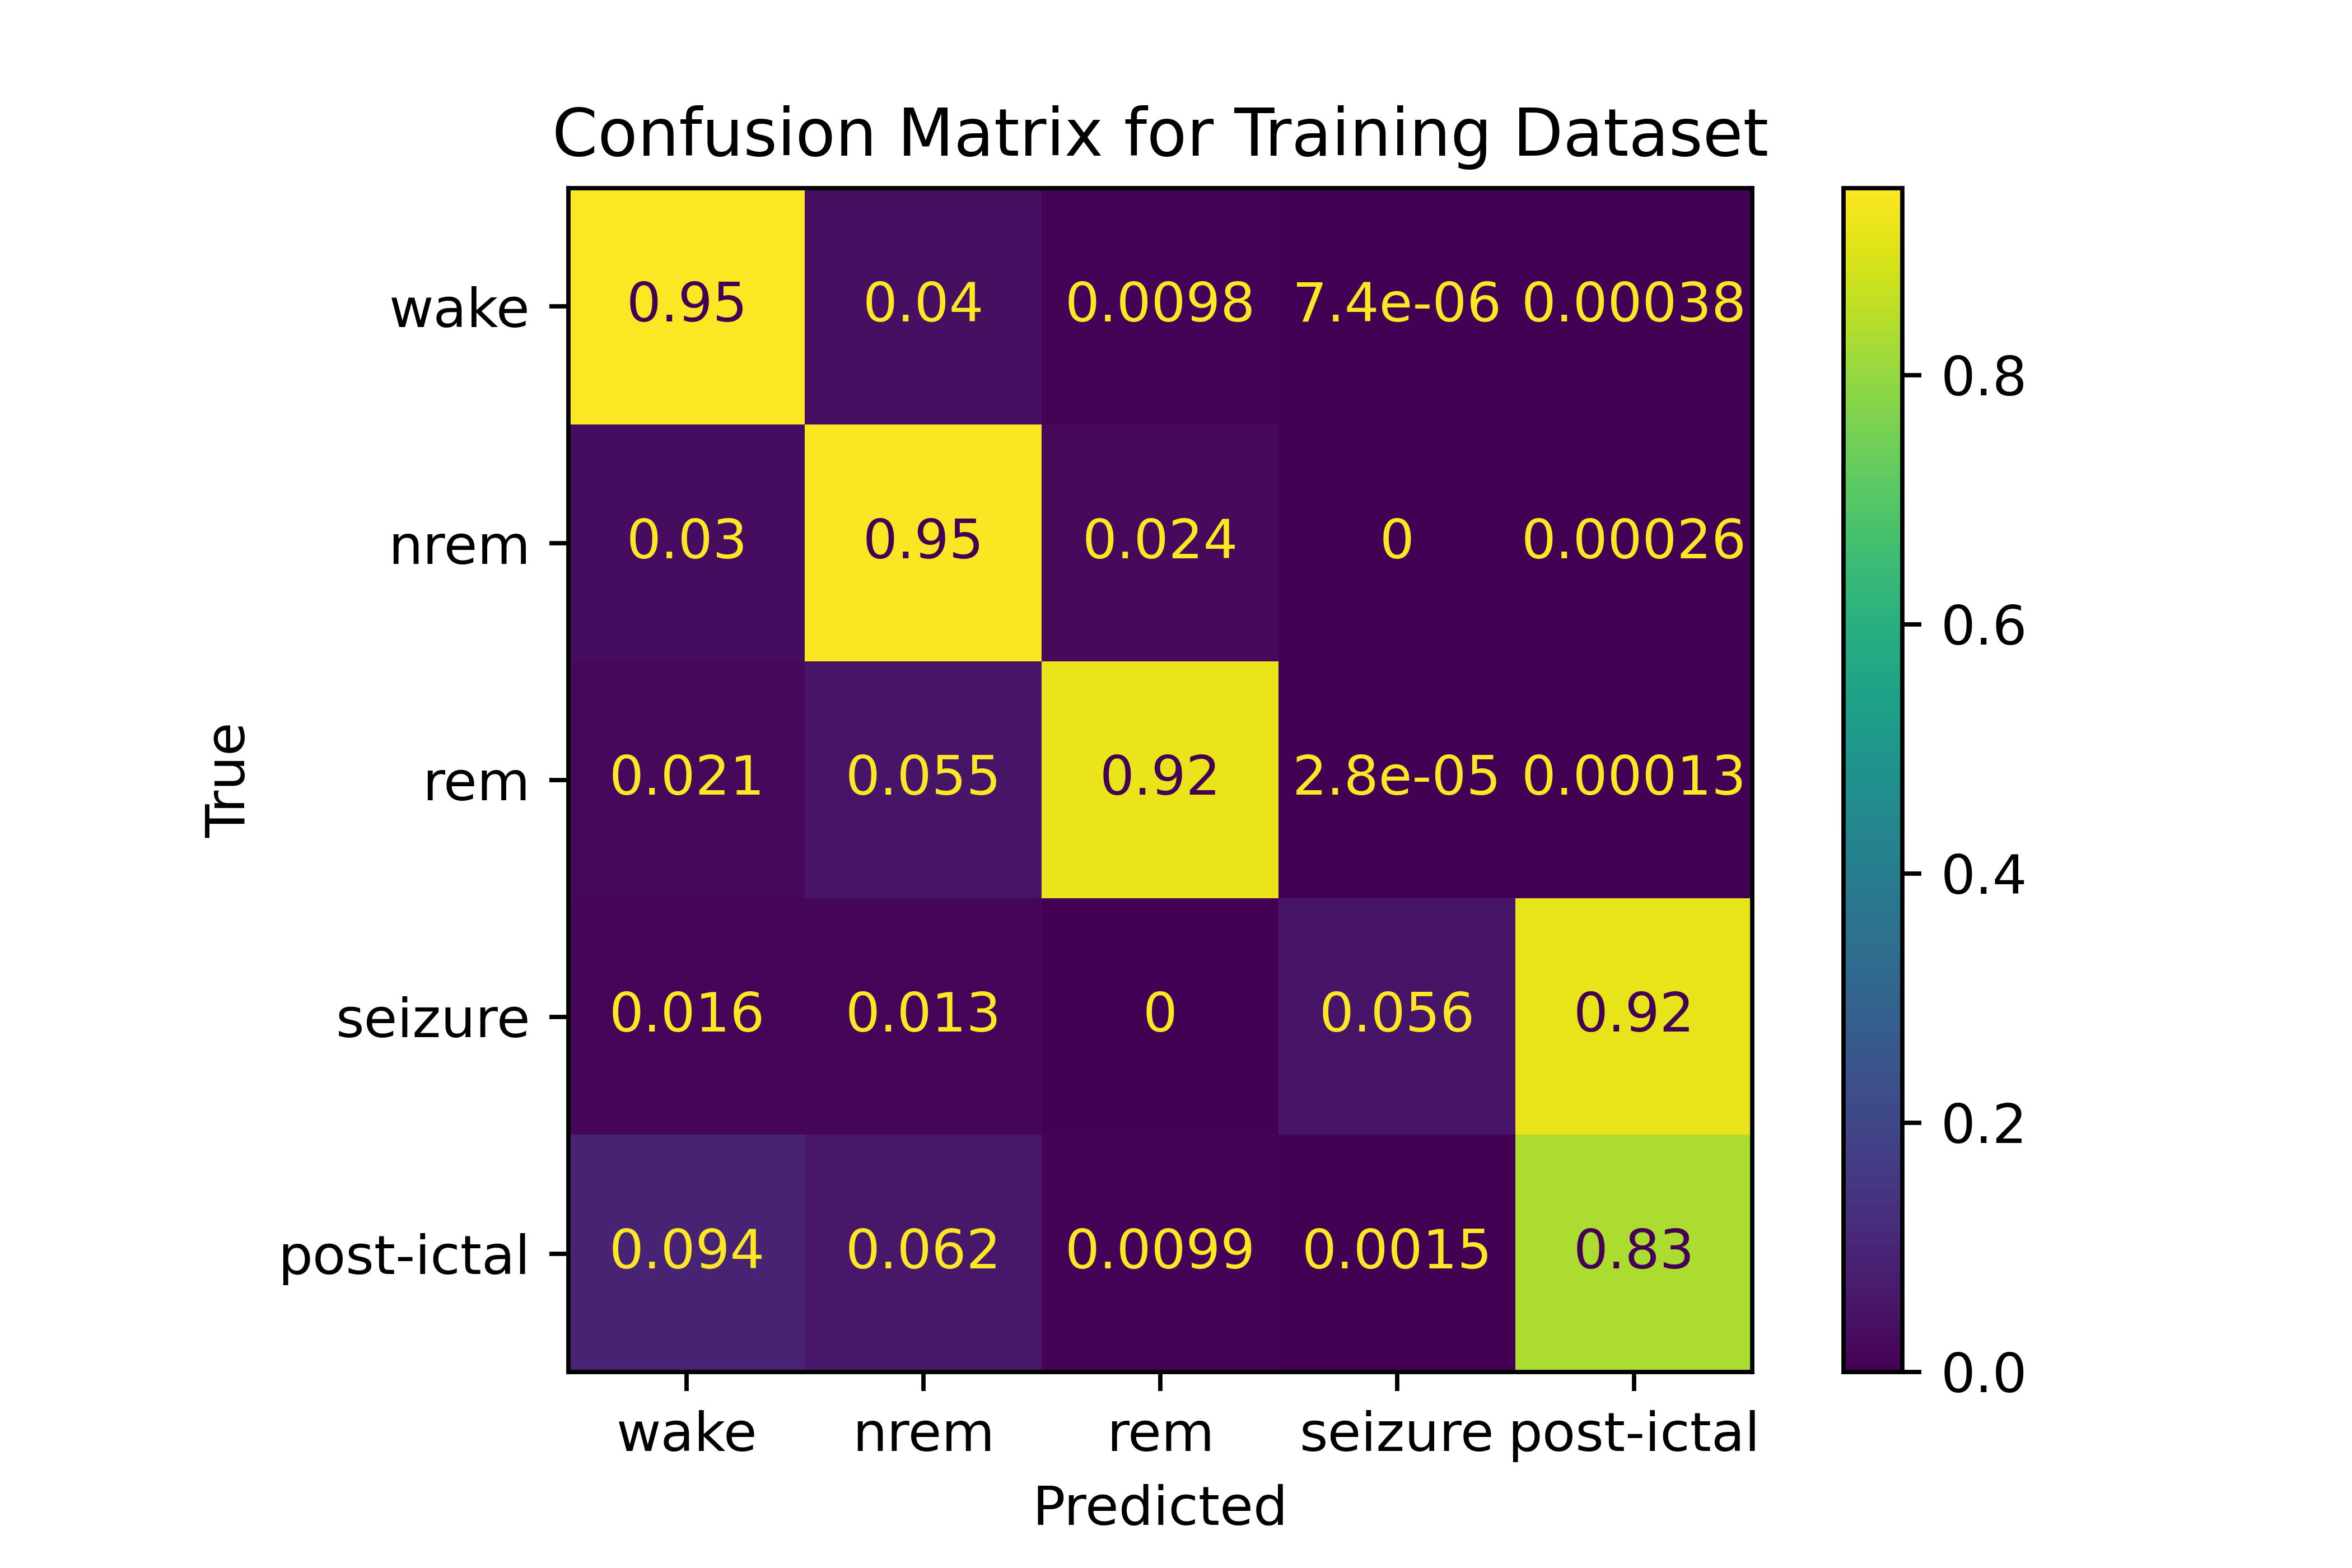 Confusion Matrix for Training Dataset
wake 0.95 0.04 0.0098 7.4e-06 0.00038
nrem 0.03 0.95 0.024 0 0.00026
rem 0.021 0.055 0.92 2.8e-05 0.00013
seizure 0.016 0.013 0 0.056 0.92
post-ictal 0.094 0.062 0.0099 0.0015 0.83
wake nrem rem seizure post-ictal
Predicted
True
0.8
0.6
0.4
0.2
0.0